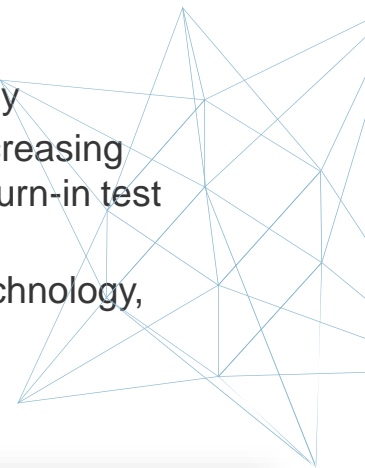 y
reasing
urn-in test
chnology,